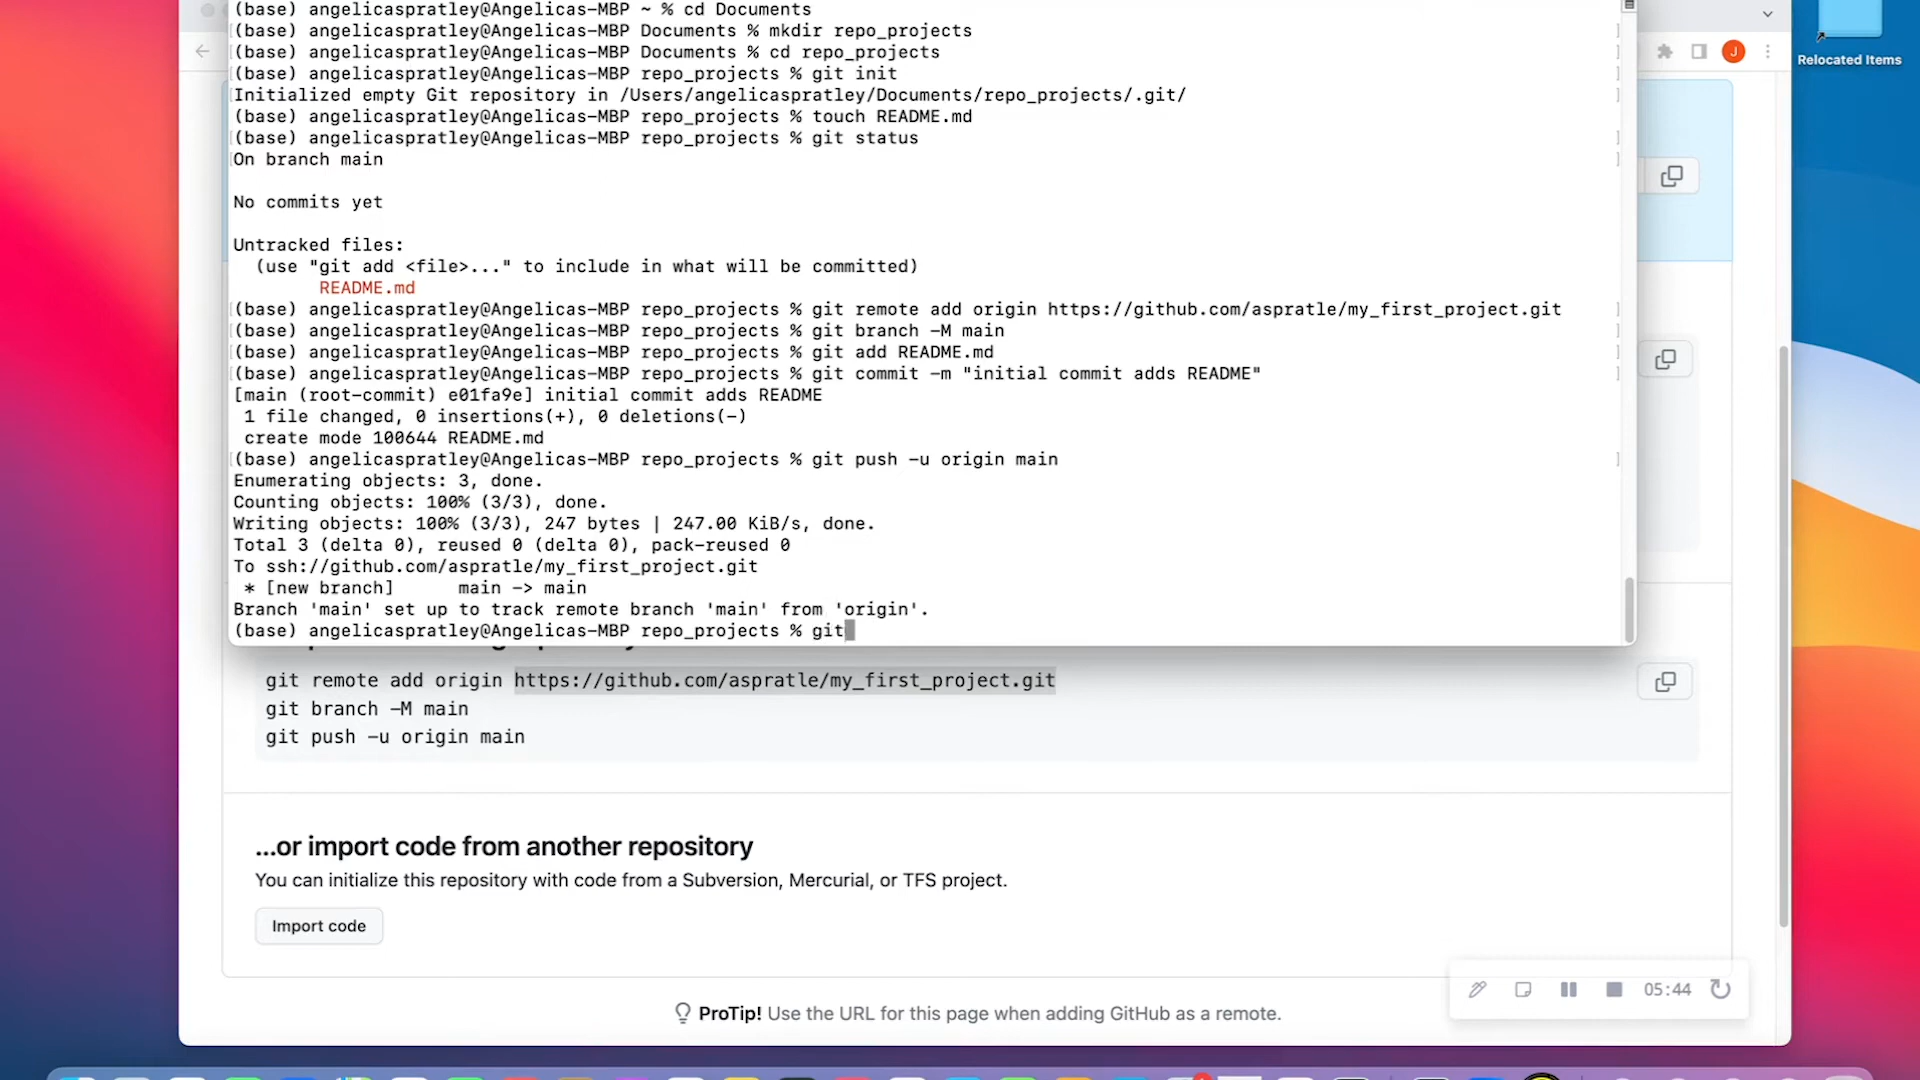 (base) angelicaspratley@Angelicas-MBP ~ % cd Documents
(base) angelicaspratley@Angelicas-MBP Documents % mkdir repo_projects
(base) angelicaspratley@Angelicas-MBP Documents % cd repo_projects
(base) angelicaspratley@Angelicas-MBP repo_projects % git init
Initialized empty Git repository in /Users/angelicaspratley/Documents/repo_projects/.git/
(base) angelicaspratley@Angelicas-MBP repo_projects % touch README.md
(base) angelicaspratley@Angelicas-MBP repo_projects % git status
On branch main
No commits yet
Untracked files:
(use "git add <file>..." to include in what will be committed)
README.md
(base) angelicaspratley@Angelicas-MBP repo_projects % git remote add origin https://github.com/aspratle/my_first_project.git
(base) angelicaspratley@Angelicas-MBP repo_projects % git branch -M main
(base) angelicaspratley@Angelicas-MBP repo_projects % git add README.md
(base) angelicaspratley@Angelicas-MBP repo_projects % git commit -m "initial commit adds README"
[main (root-commit) e01fa9e] initial commit adds README
1 file changed, 0 insertions(+), 0 deletions(-)
create mode 100644 README.md
(base) angelicaspratley@Angelicas-MBP repo_projects % git push -u origin main
Enumerating objects: 3, done.
Counting objects: 100% (3/3), done.
Writing objects: 100% (3/3), 247 bytes | 247.00 KiB/s, done.
Total 3 (delta 0), reused 0 (delta 0), pack-reused 0
To ssh://github.com/aspratle/my_first_project.git
* [new branch] main -> main
Branch 'main' set up to track remote branch 'main' from 'origin'.
(base) angelicaspratley@Angelicas-MBP repo_projects % git
J
Relocated Items
git remote add origin https://github.com/aspratle/my_first_project.git
git branch -M main
git push -u origin main
...or import code from another repository
You can initialize this repository with code from a Subversion, Mercurial, or TFS project.
Import code
05:44
ProTip! Use the URL for this page when adding GitHub as a remote.